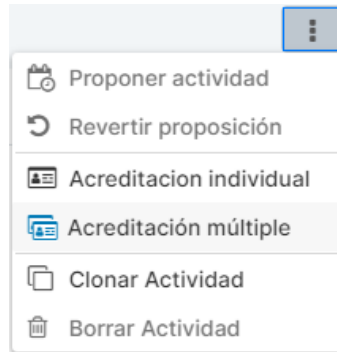 Proponer actividad
Revertir proposición
Acreditacion individual
Acreditación múltiple
Clonar Actividad
Borrar Actividad